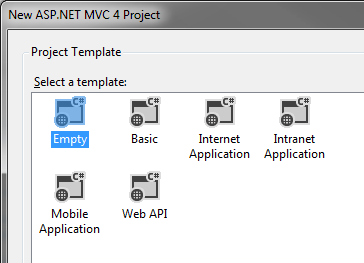 New ASP.NET MVC 4 Project
Project Template
Select a template:
C# C# C# C#
Empty Basic Internet Application Intranet Application
C# C#
Mobile Application Web API